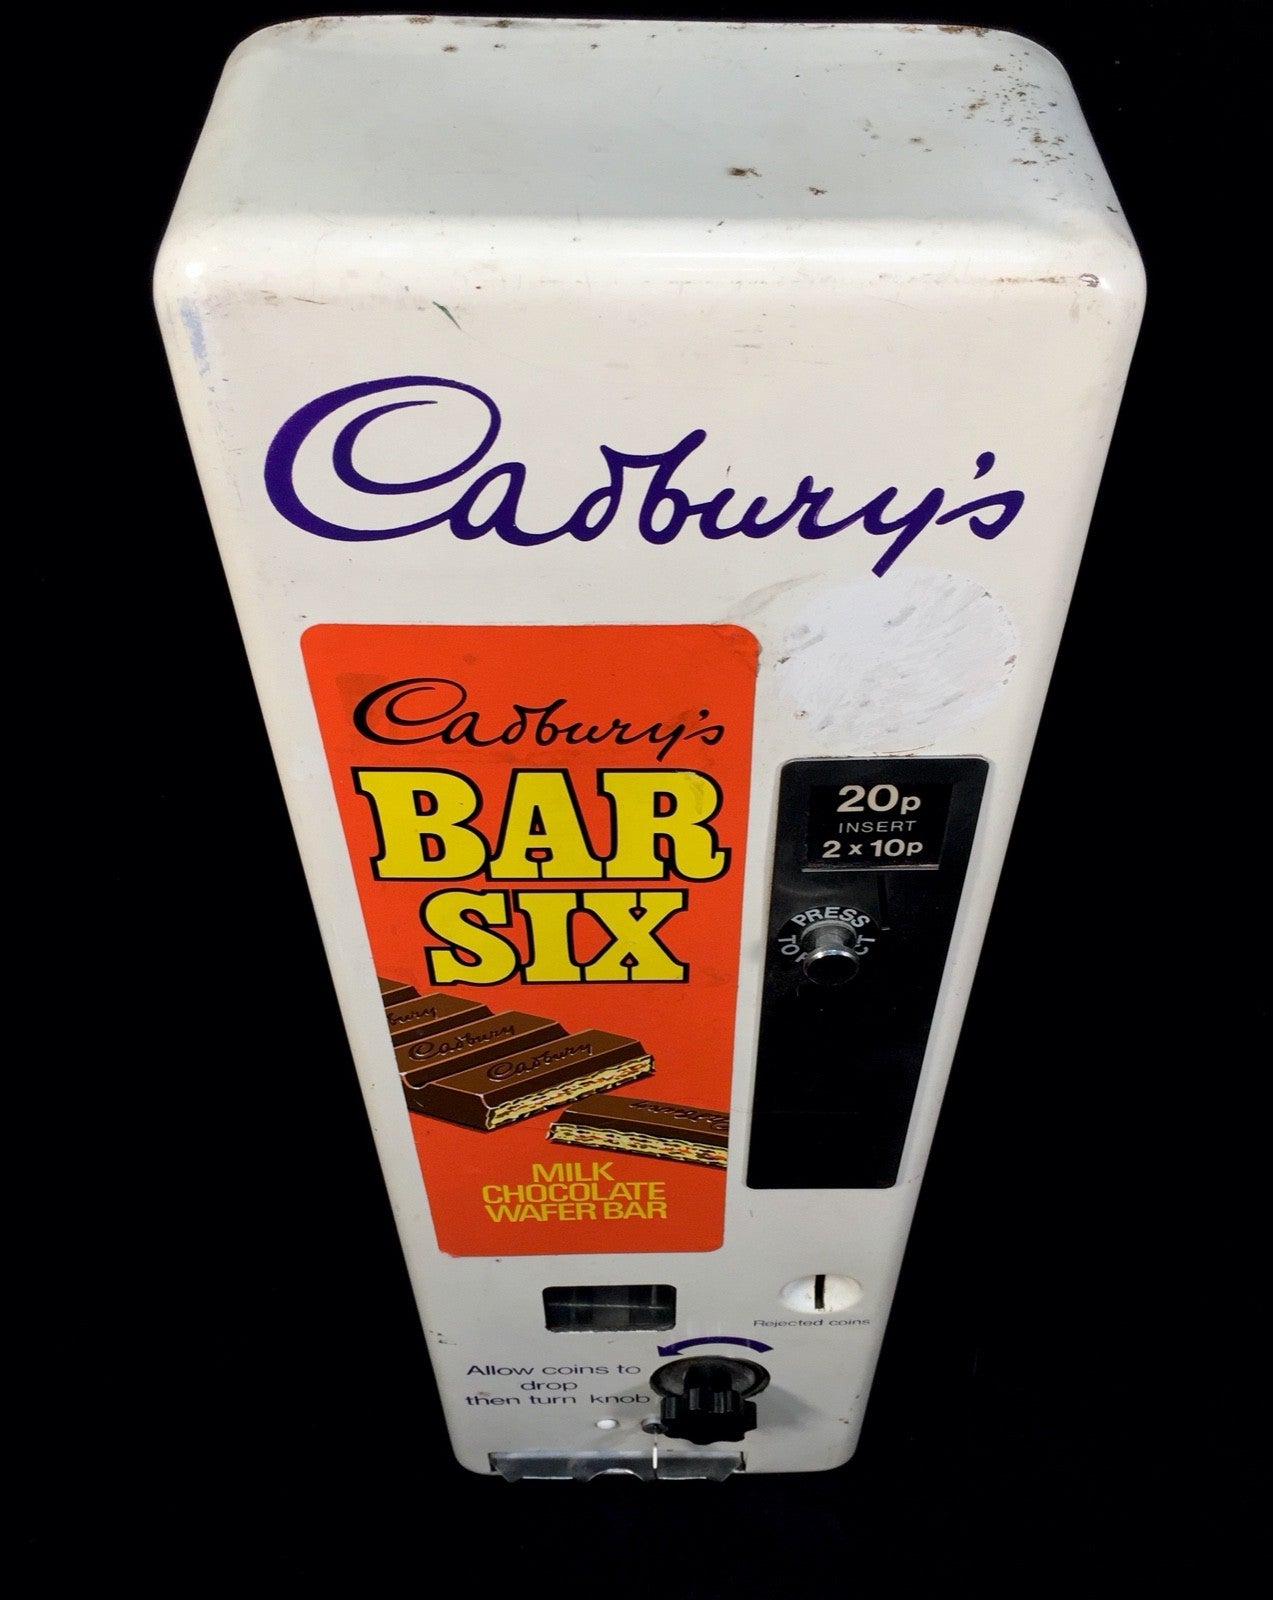 Cadbury's
Cadbury's
BAR
SIX
Cadbury
Cadbury
MILK
CHOCOLATE
WAFER BAR
20p
INSERT
2 x 10p
PRESS
TO
Rejected coins
Allow coins to
drop
then turn knob